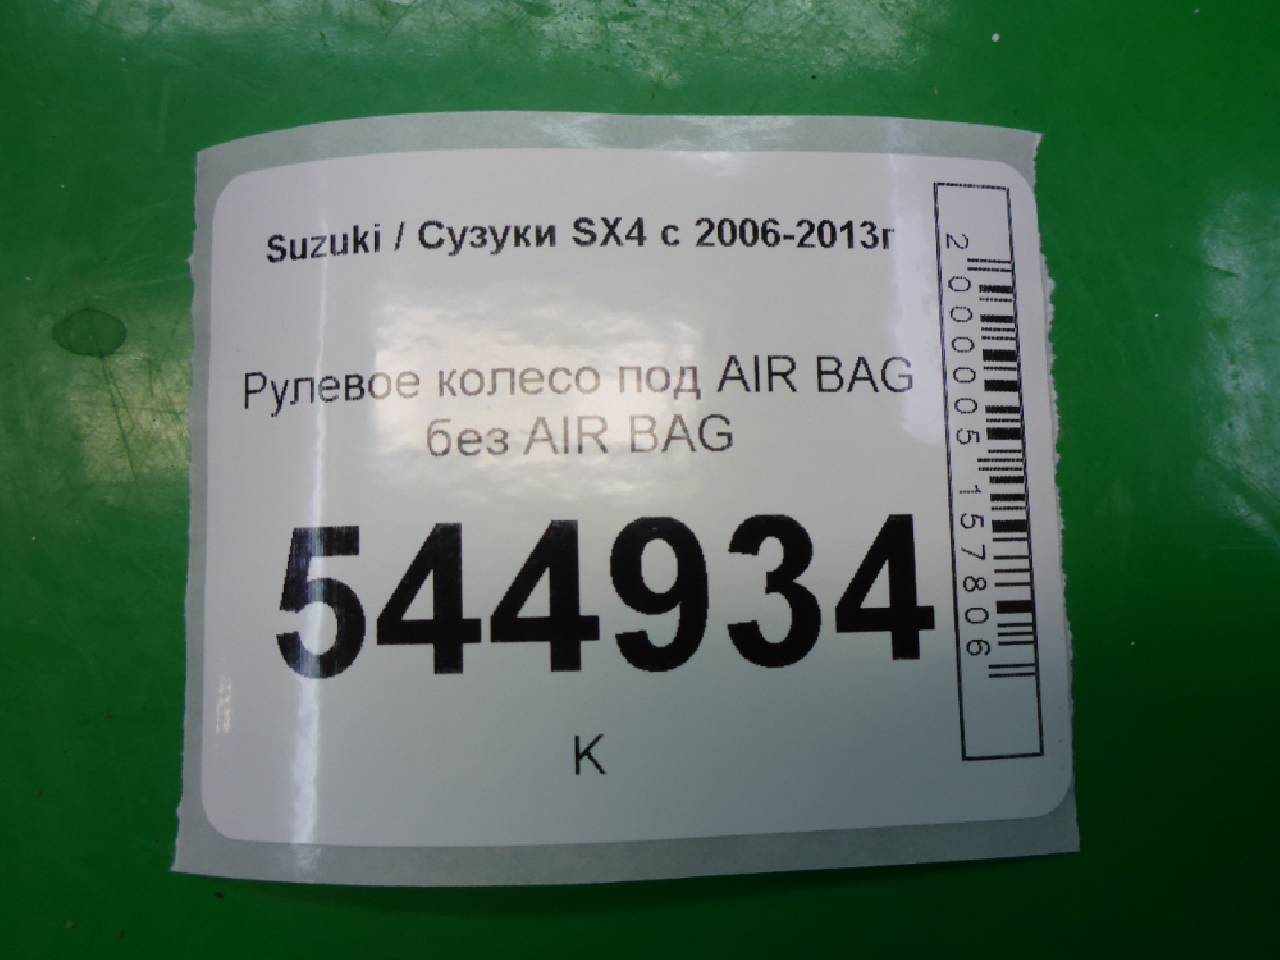 Suzuki / Сузуки SX4 с 2006-2013г
Рулевое колесо под AIR BAG
без AIR BAG
544934
К
2000005157806